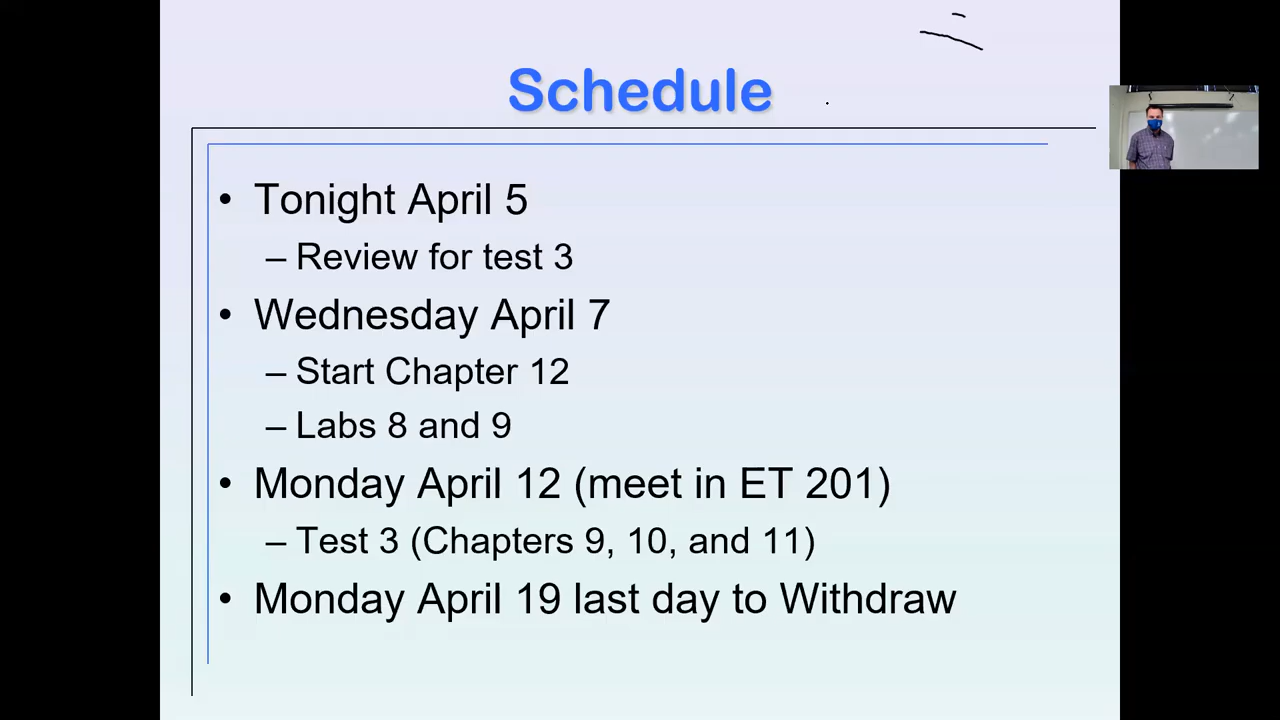 Schedule
• Tonight April 5
– Review for test 3
• Wednesday April 7
– Start Chapter 12
– Labs 8 and 9
• Monday April 12 (meet in ET 201)
– Test 3 (Chapters 9, 10, and 11)
• Monday April 19 last day to Withdraw